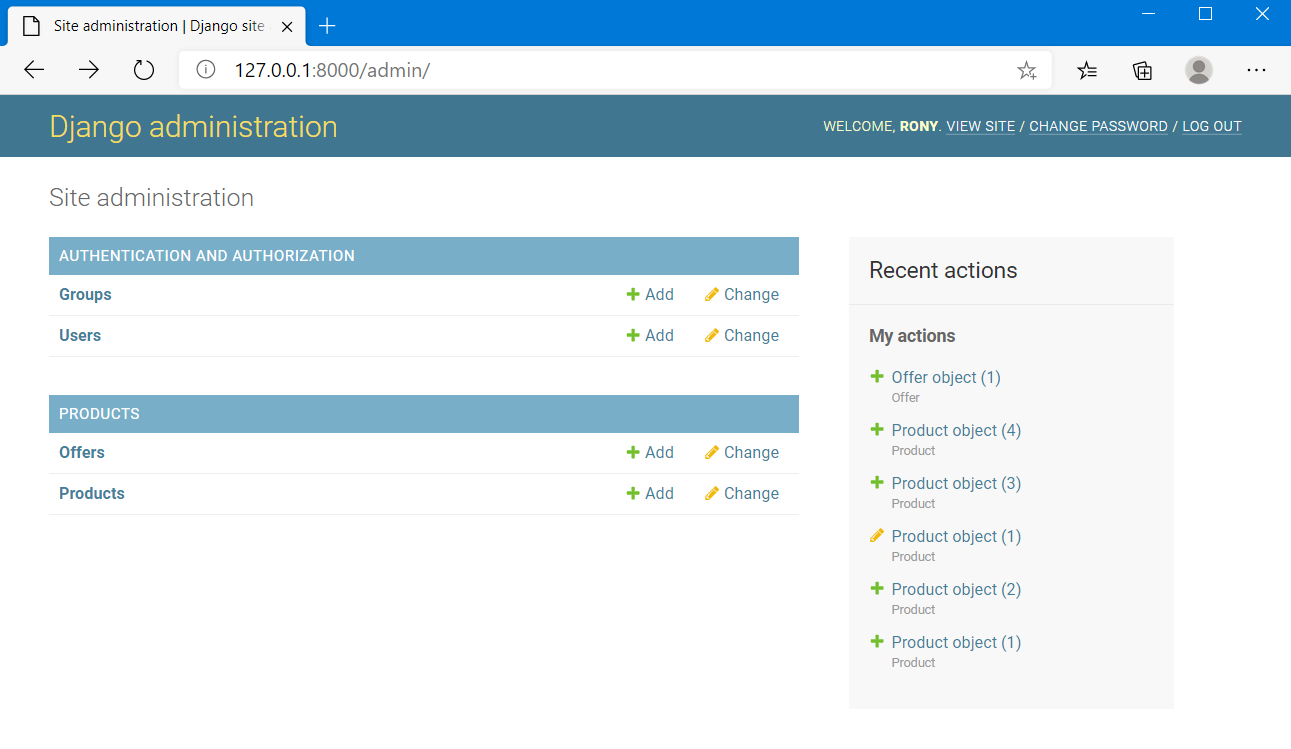 Site administration | Django site
127.0.0.1:8000/admin/
Django administration
WELCOME, RONY. VIEW SITE / CHANGE PASSWORD / LOG OUT
Site administration
AUTHENTICATION AND AUTHORIZATION
Groups Add Change
Users Add Change
PRODUCTS
Offers Add Change
Products Add Change
Recent actions
My actions
Offer object (1)
Offer
Product object (4)
Product
Product object (3)
Product
Product object (1)
Product
Product object (2)
Product
Product object (1)
Product